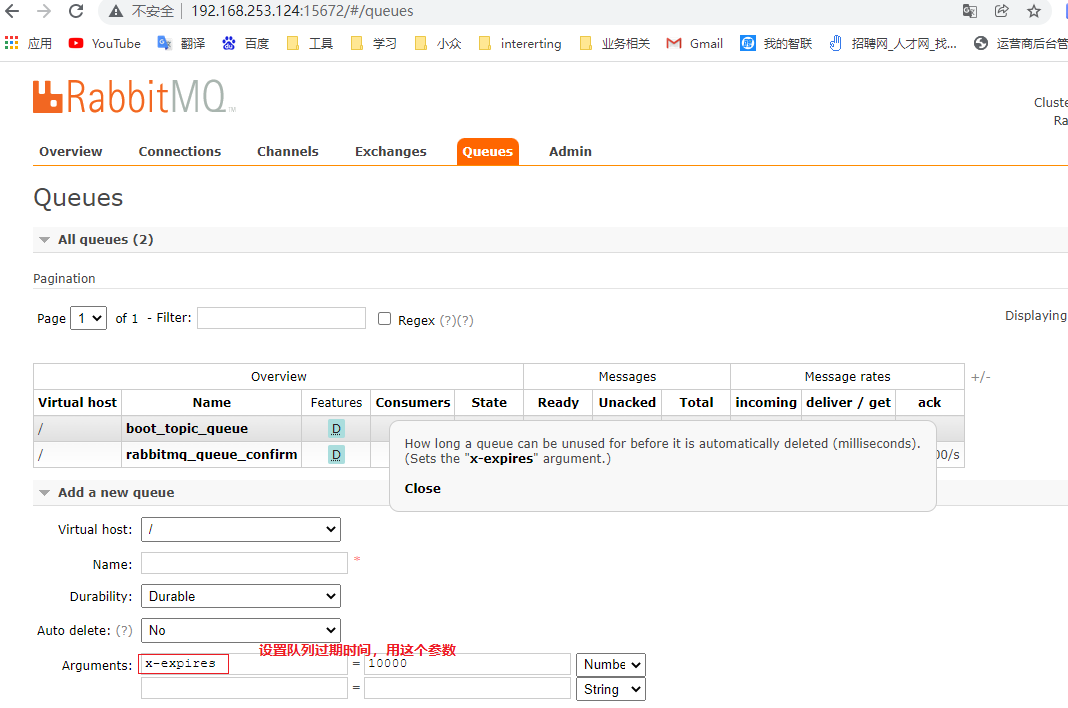 不安全 192.168.253.124:15672/#/queues
应用 YouTube 翻译 百度 工具 学习 小众 intererting 业务相关 Gmail 我的智联 招聘网_人才网_找... 运营商后台管
RabbitMQ TM
Cluste
Ra
Overview Connections Channels Exchanges Queues Admin
Queues
All queues (2)
Pagination
Page 1 of 1 - Filter: Regex (?)(?) Displaying
Overview Messages Message rates +/-
Virtual host Name Features Consumers State Ready Unacked Total incoming deliver / get ack
/ boot_topic_queue D
/ rabbitmq_queue_confirm D 00/s
How long a queue can be unused for before it is automatically deleted (milliseconds).
(Sets the "x-expires" argument.)
Close
Add a new queue
Virtual host: /
Name: *
Durability: Durable
Auto delete: (?) No
设置队列过期时间，用这个参数
Arguments: x-expires = 10000 Numbe
= String